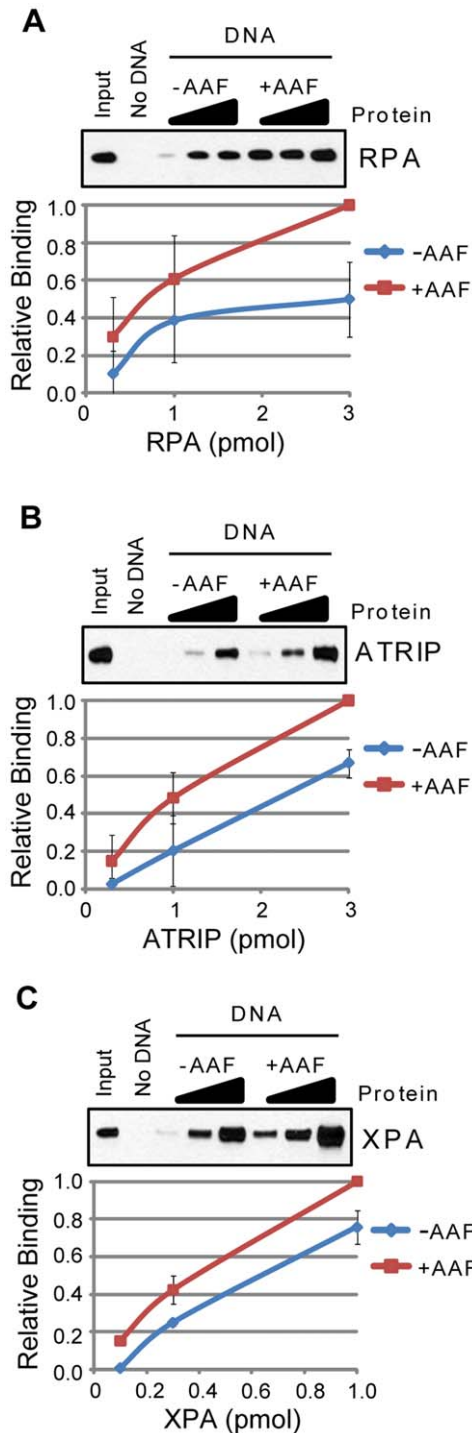 A
DNA
Input
No DNA
-AAF
+AAF
Protein
RPA
1.0
0.8
0.6
0.4
0.2
0.0
Relative Binding
-AAF
+AAF
0
1
2
3
RPA (pmol)
B
DNA
Input
No DNA
-AAF
+AAF
Protein
ATRIP
1.0
0.8
0.6
0.4
0.2
0.0
Relative Binding
-AAF
+AAF
0
1
2
3
ATRIP (pmol)
C
DNA
Input
No DNA
-AAF
+AAF
Protein
XPA
1.0
0.8
0.6
0.4
0.2
0.0
Relative Binding
-AAF
+AAF
0
0.2
0.4
0.6
0.8
1.0
XPA (pmol)